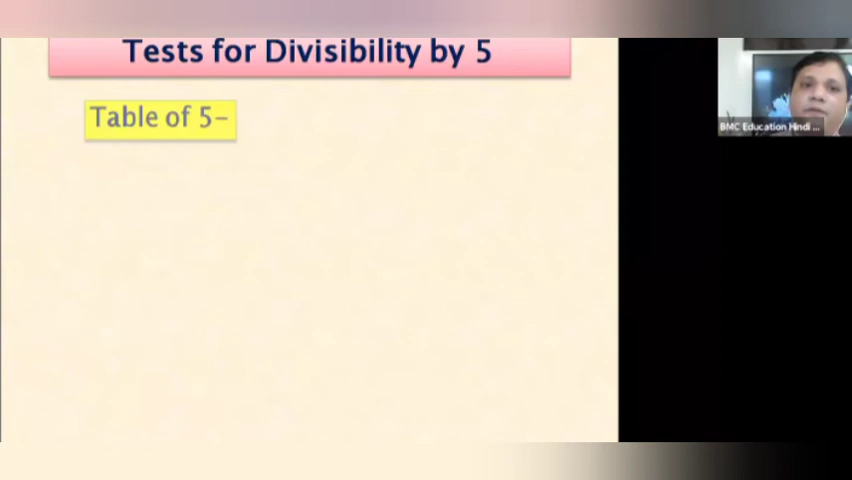 Tests for Divisibility by 5
Table of 5-
BMC Education Hindi ...